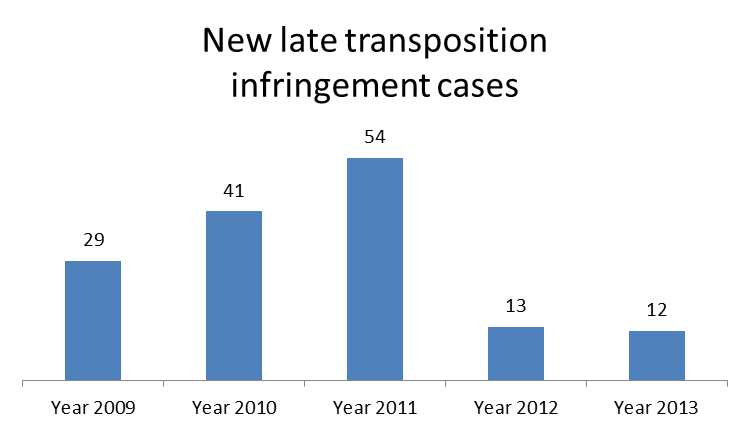 New late transposition
infringement cases
54
41
29
13
12
Year 2009 Year 2010 Year 2011 Year 2012 Year 2013